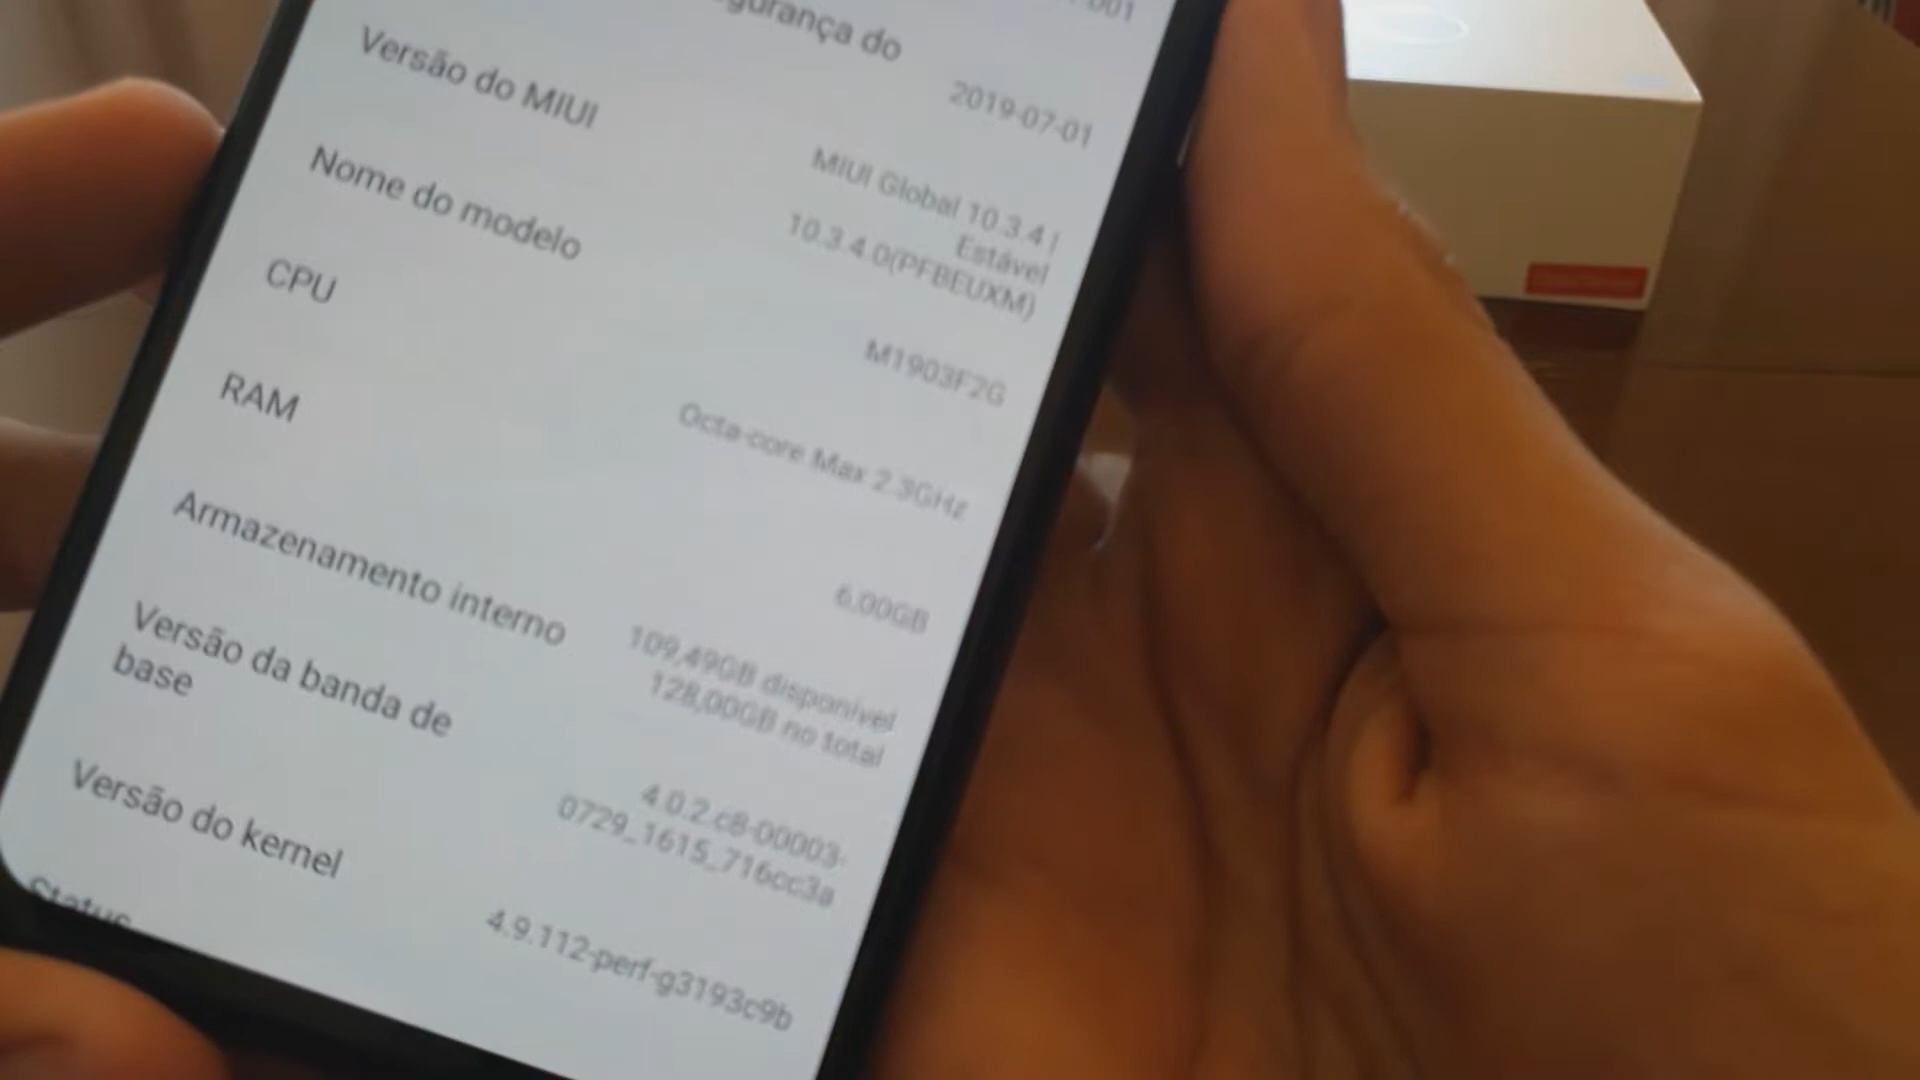 .001
gurança do
2019-07-01
Versão do MIUI
MIUI Global 10.3.4 |
Estável
10.3.4.0(PFBEUXM)
Nome do modelo
M1903F2G
CPU
Octa-core Max 2.3GHz
RAM
6,00GB
Armazenamento interno
109,49GB disponível
128,00GB no total
Versão da banda de
base
4.0.2.c8-00003-
0729_1615_716cc3a
Versão do kernel
4.9.112-perf-g3193c9b
Status